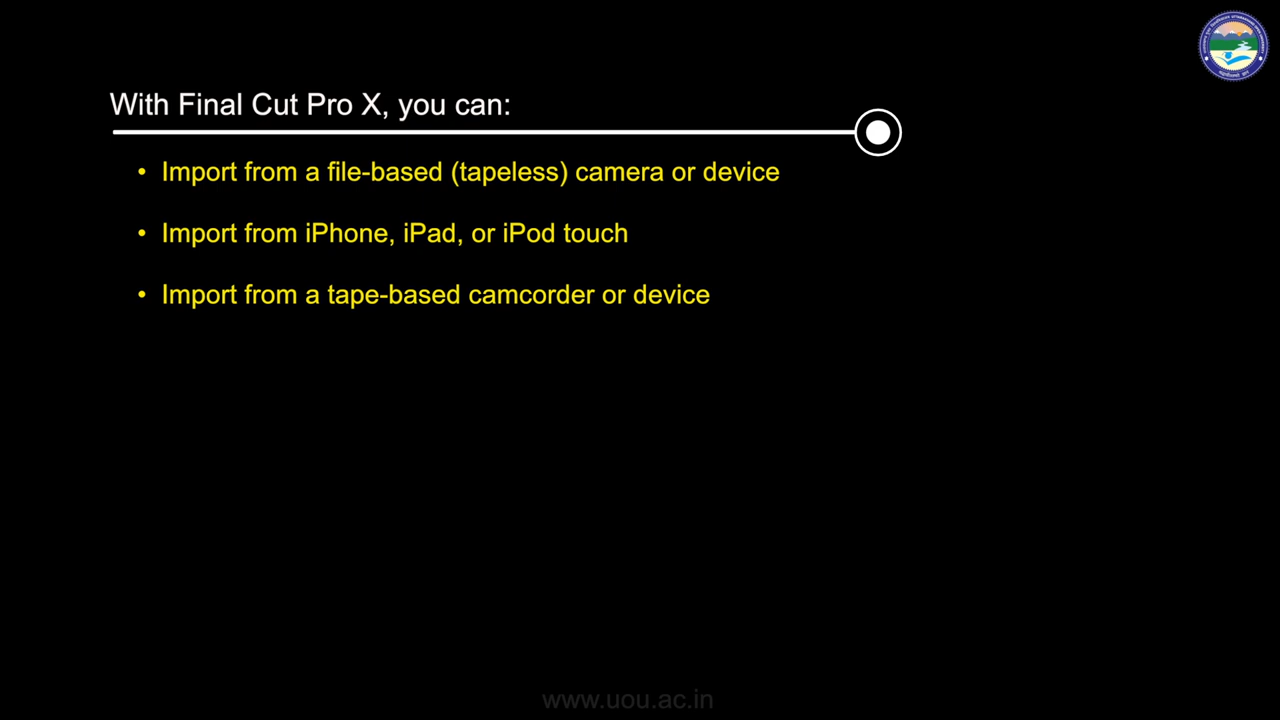 With Final Cut Pro X, you can:
• Import from a file-based (tapeless) camera or device
• Import from iPhone, iPad, or iPod touch
• Import from a tape-based camcorder or device
www.uou.ac.in